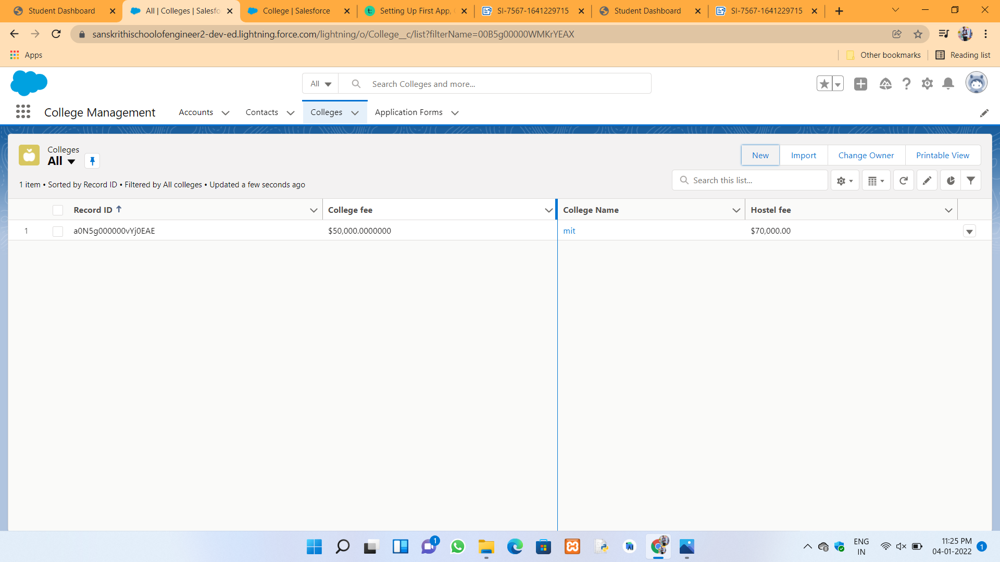 Student Dashboard
All | Colleges | Salesfo
College | Salesforce
Setting Up First App,
SI-7567-1641229715
Student Dashboard
SI-7567-1641229715
sanskrithischoolofengineer2-dev-ed.lightning.force.com/lightning/o/College__c/list?filterName=00B5g00000WMKrYEAX
Apps
Other bookmarks
Reading list
All
Search Colleges and more...
College Management
Accounts
Contacts
Colleges
Application Forms
Colleges
All
New
Import
Change Owner
Printable View
1 item • Sorted by Record ID • Filtered by All colleges • Updated a few seconds ago
Search this list...
Record ID
College fee
College Name
Hostel fee
1
a0N5g000000vYj0EAE
$50,000.0000000
mit
$70,000.00
1
ENG
IN
11:25 PM
04-01-2022
1